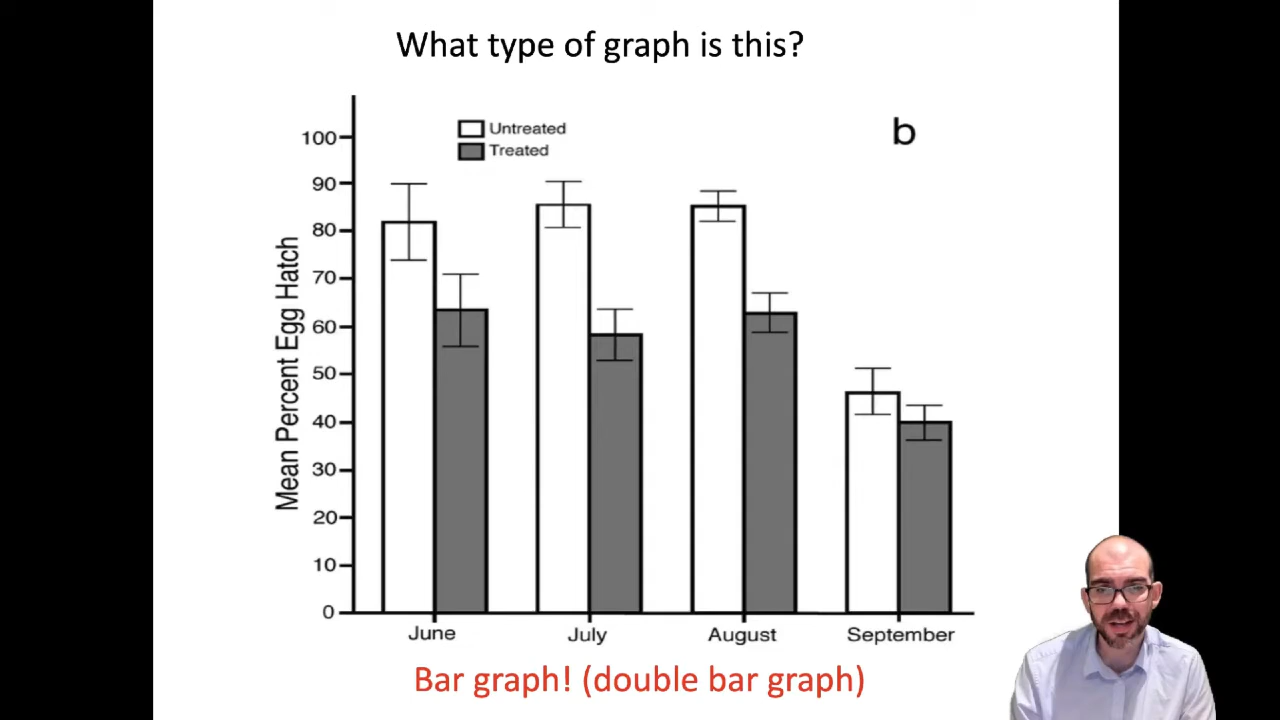 What type of graph is this?
b
Untreated
Treated
Mean Percent Egg Hatch
100
90
80
70
60
50
40
30
20
10
0
June July August September
Bar graph! (double bar graph)